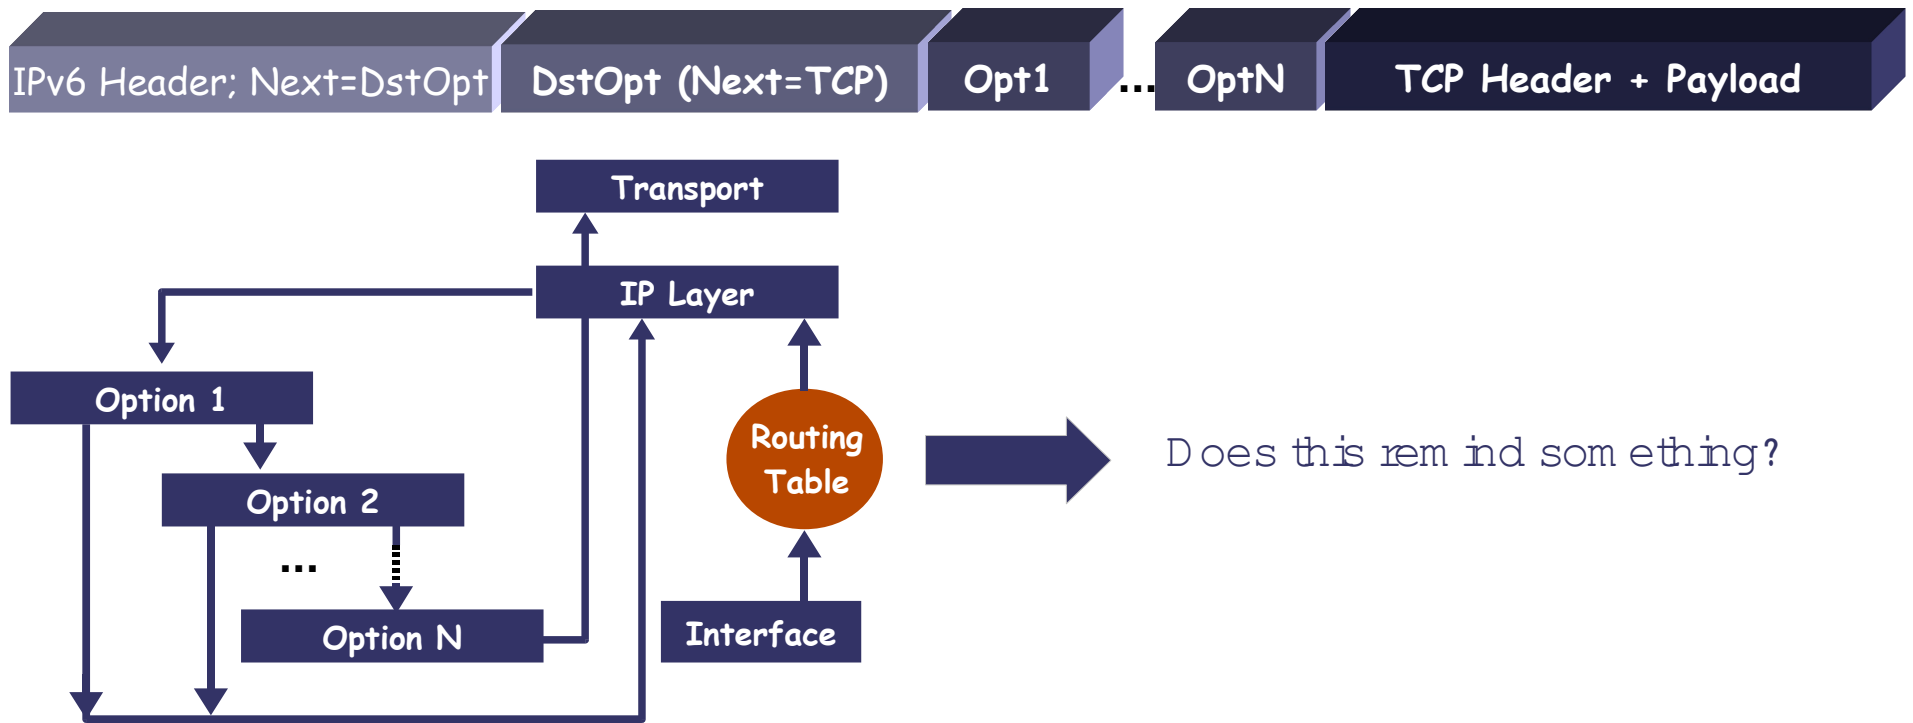 IPv6 Header; Next=DstOpt
DstOpt (Next=TCP)
Opt1
...
OptN
TCP Header + Payload
Transport
IP Layer
Option 1
Routing
Table
Does this remind something?
Option 2
...
Option N
Interface